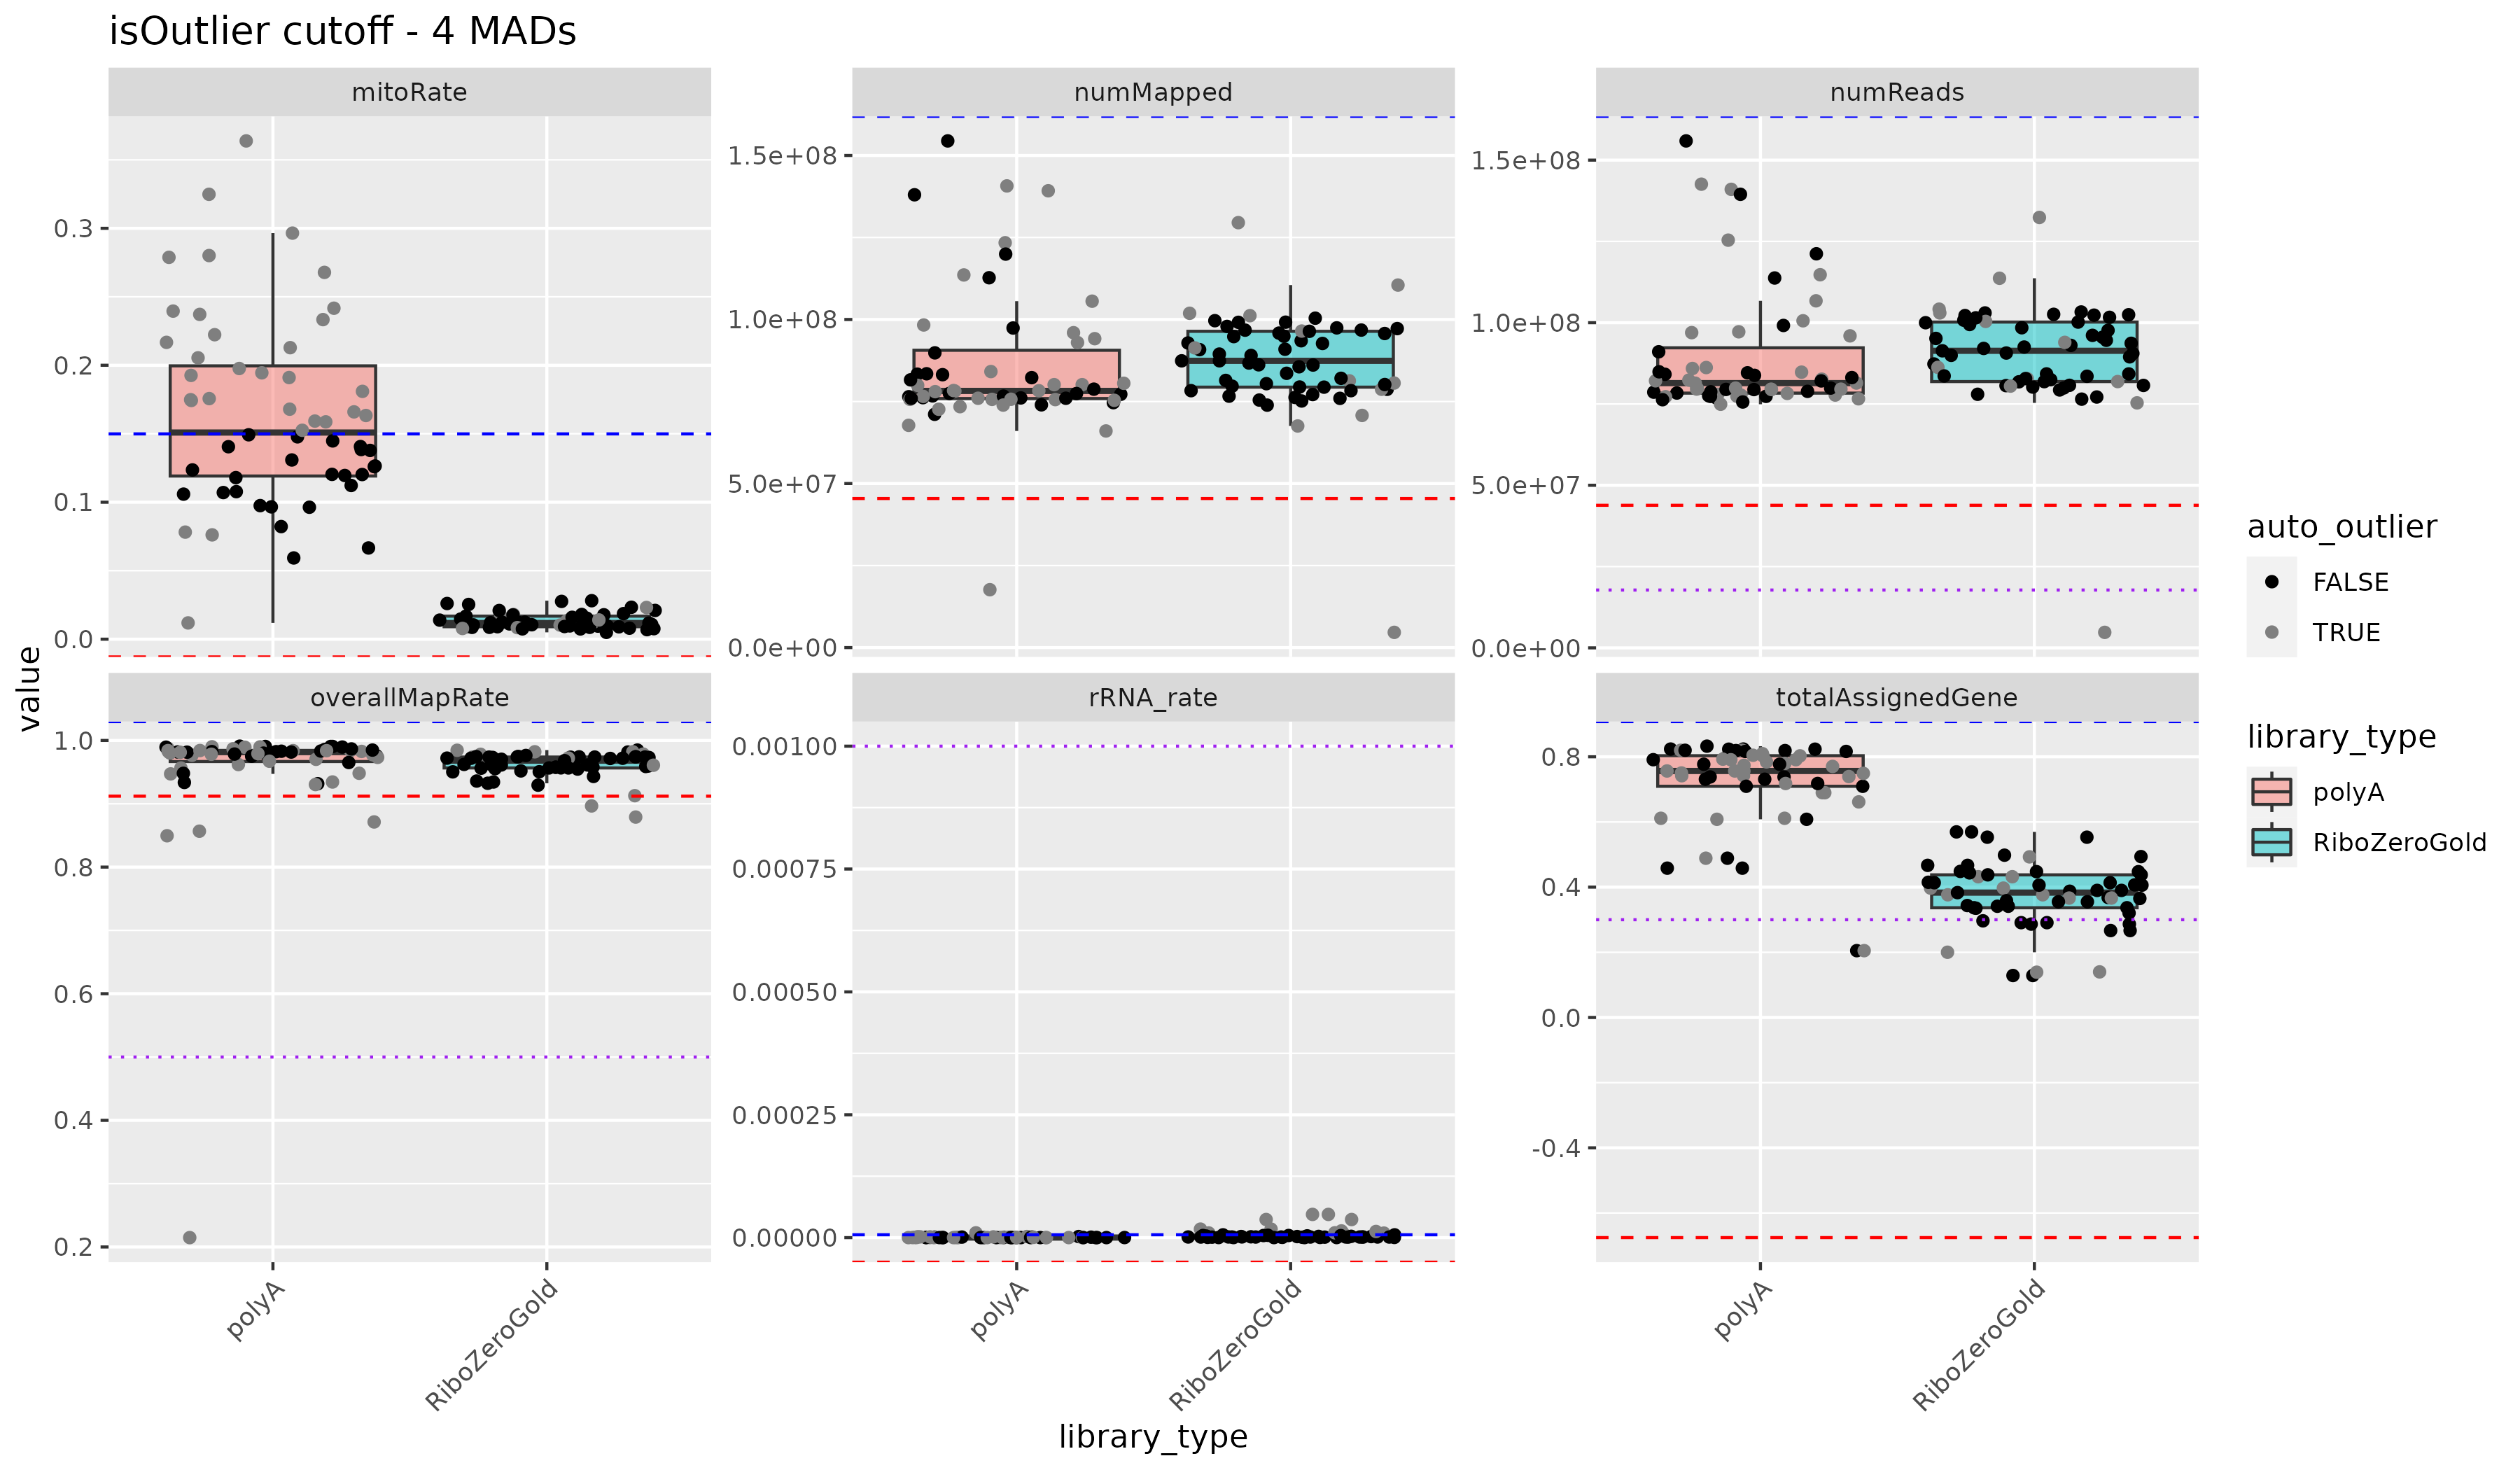 isOutlier cutoff - 4 MADs
mitoRate
numMapped
numReads
0.3
0.2
0.1
0.0
1.5e+08
1.0e+08
5.0e+07
0.0e+00
1.5e+08
1.0e+08
5.0e+07
0.0e+00
value
overallMapRate
rRNA_rate
totalAssignedGene
1.0
0.8
0.6
0.4
0.2
0.00100
0.00075
0.00050
0.00025
0.00000
0.8
0.4
0.0
-0.4
polyA
RiboZeroGold
polyA
RiboZeroGold
polyA
RiboZeroGold
library_type
auto_outlier
FALSE
TRUE
library_type
polyA
RiboZeroGold